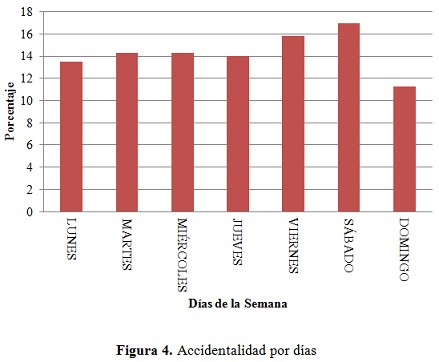 18
16
14
12
10
8
6
4
2
0
Porcentaje
LUNES
MARTES
MIÉRCOLES
JUEVES
VIERNES
SÁBADO
DOMINGO
Días de la Semana
Figura 4. Accidentalidad por días